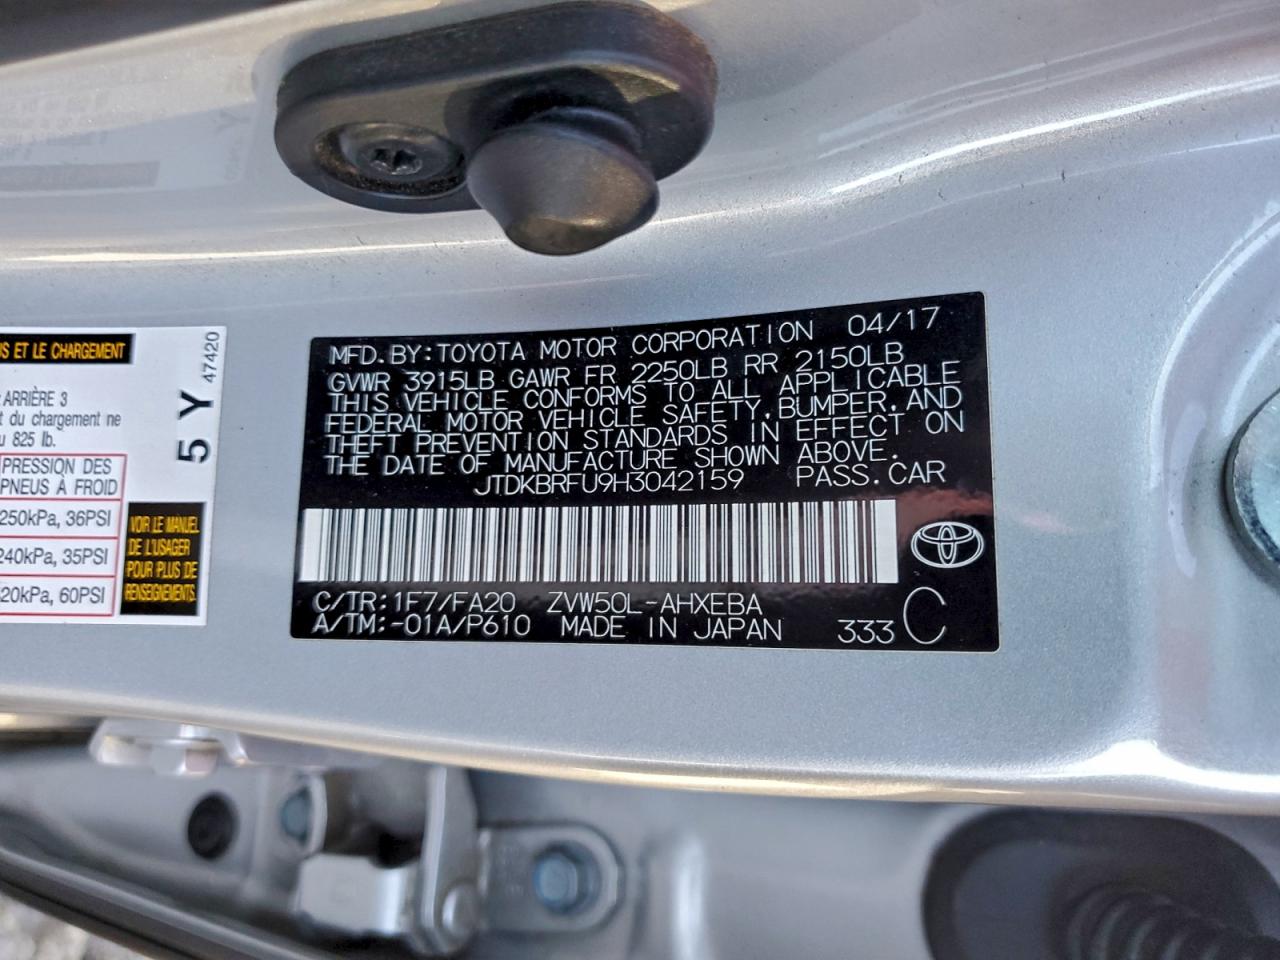 MFD. BY: TOYOTA MOTOR CORPORATION 04/17
GVWR 3915LB GAWR FR 2250LB RR 2150LB
THIS VEHICLE CONFORMS TO ALL APPLICABLE
FEDERAL MOTOR VEHICLE SAFETY, BUMPER, AND
THEFT PREVENTION STANDARDS IN EFFECT ON
THE DATE OF MANUFACTURE SHOWN ABOVE.
JTDKBRFU9H3042159 PASS. CAR
C/TR: 1F7/FA20 ZVW50L-AHXEBA
A/TM: -01A/P610 MADE IN JAPAN 333 C
ET LE CHARGEMENT
ARRIÈRE 3
du chargement ne
825 lb.
PRESSION DES
PNEUS À FROID
250kPa, 36PSI
240kPa, 35PSI
20kPa, 60PSI
VOIR LE MANUEL
DE L'USAGER
POUR PLUS DE
RENSEIGNEMENTS
5 Y
47420